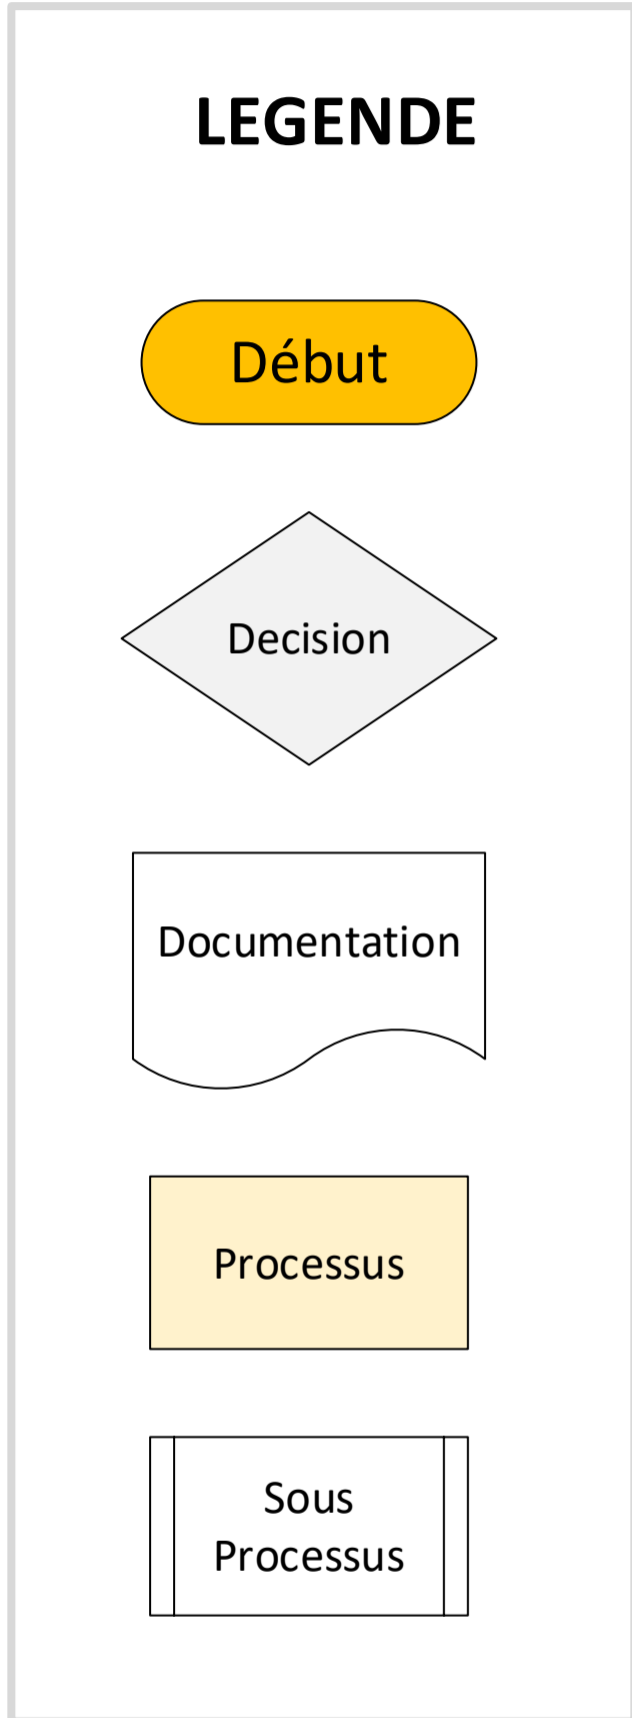 LEGENDE
Début
Decision
Documentation
Processus
Sous
Processus